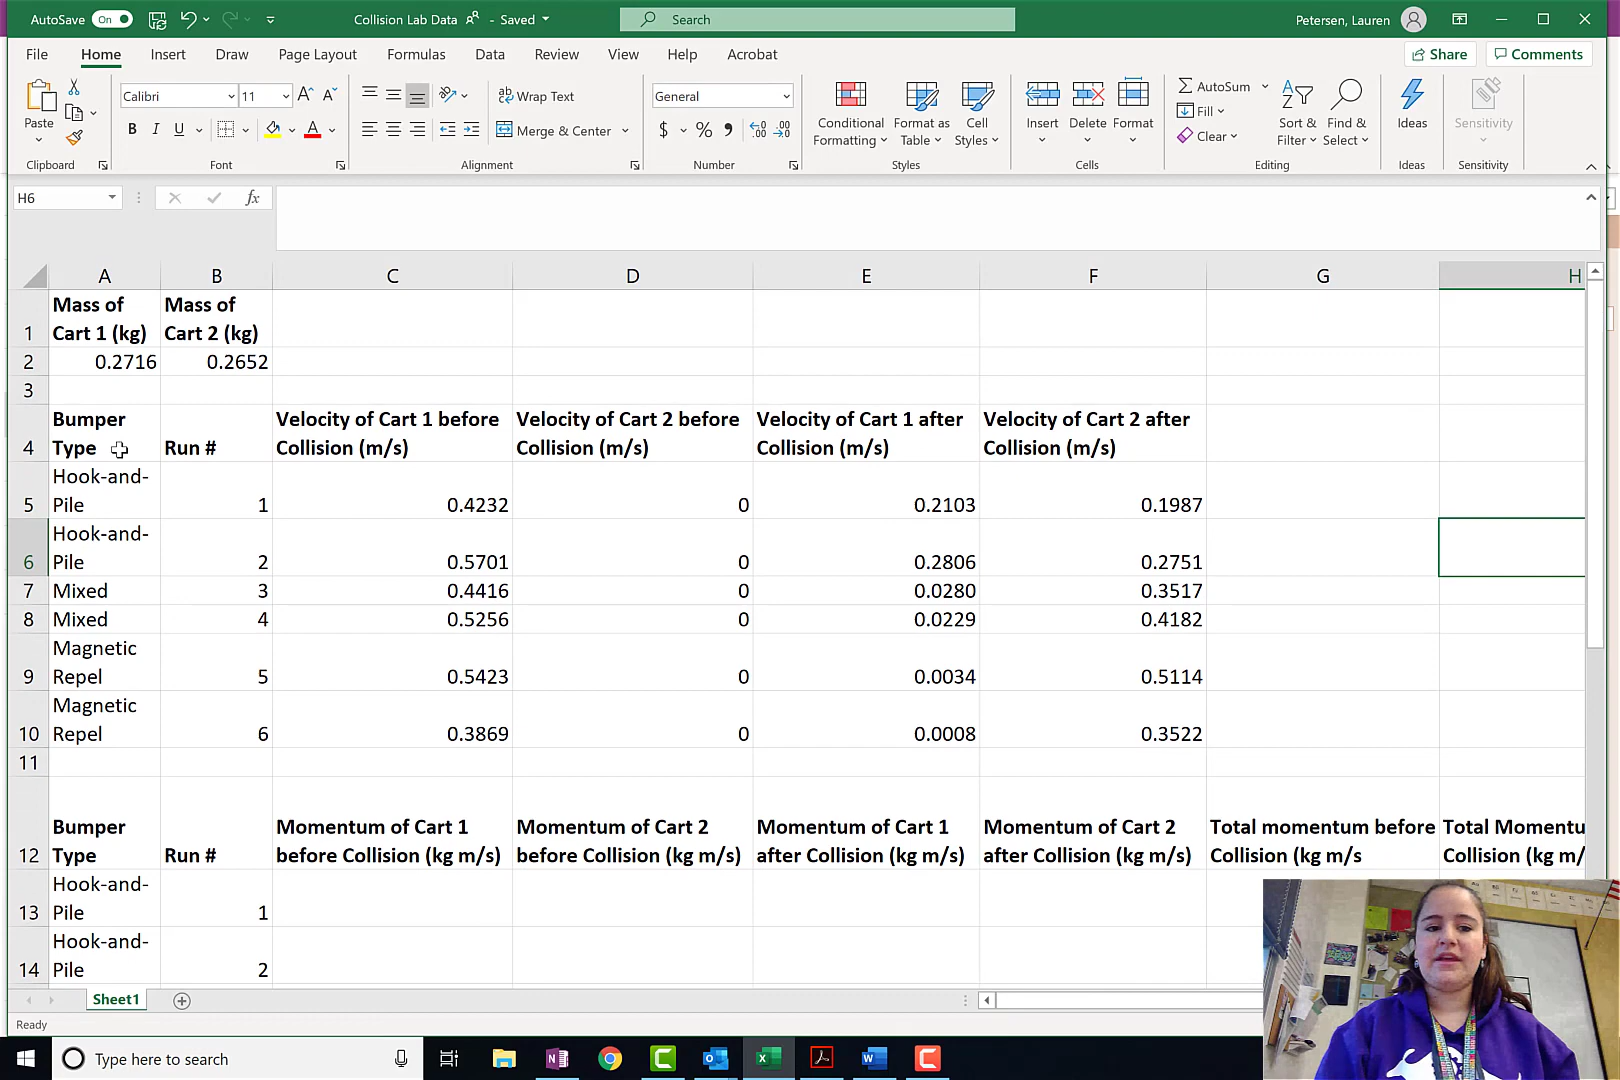 AutoSave On Collision Lab Data - Saved Search Petersen, Lauren
File Home Insert Draw Page Layout Formulas Data Review View Help Acrobat Share Comments
Paste
Calibri 11
B I U
Wrap Text
Merge & Center
General
$ % 9
Conditional
Formatting
Format as
Table
Cell
Styles
Insert Delete Format
AutoSum
Fill
Clear
Sort &
Filter
Find &
Select
Ideas
Sensitivity
Clipboard Font Alignment Number Styles Cells Editing Ideas Sensitivity
H6 fx
A B C D E F G H
1 Mass of Cart 1 (kg) Mass of Cart 2 (kg)
2 0.2716 0.2652
3
4 Bumper Type Run # Velocity of Cart 1 before Collision (m/s) Velocity of Cart 2 before Collision (m/s) Velocity of Cart 1 after Collision (m/s) Velocity of Cart 2 after Collision (m/s)
5 Hook-and-Pile 1 0.4232 0 0.2103 0.1987
6 Hook-and-Pile 2 0.5701 0 0.2806 0.2751
7 Mixed 3 0.4416 0 0.0280 0.3517
8 Mixed 4 0.5256 0 0.0229 0.4182
9 Magnetic Repel 5 0.5423 0 0.0034 0.5114
10 Magnetic Repel 6 0.3869 0 0.0008 0.3522
11
12 Bumper Type Run # Momentum of Cart 1 before Collision (kg m/s) Momentum of Cart 2 before Collision (kg m/s) Momentum of Cart 1 after Collision (kg m/s) Momentum of Cart 2 after Collision (kg m/s) Total momentum before Collision (kg m/s Total Momentu Collision (kg m/
13 Hook-and-Pile 1
14 Hook-and-Pile 2
Sheet1
Ready
Type here to search